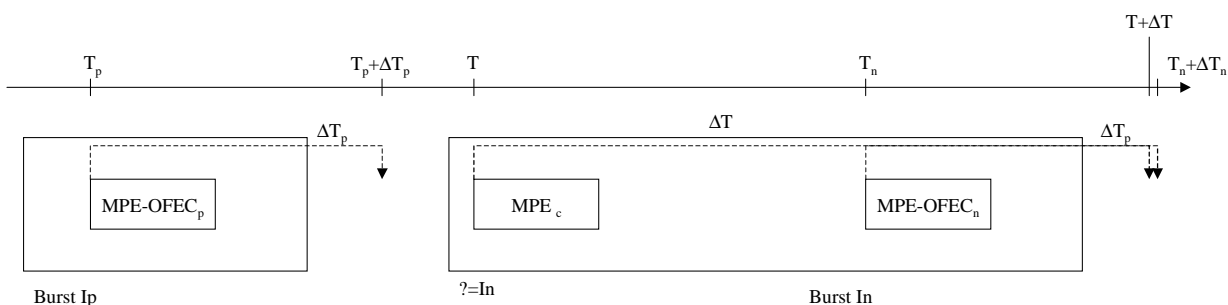 T+ΔT
Tp Tp+ΔTp T Tn Tn+ΔTn
ΔTp ΔT ΔTp
MPE-OFECp MPE c MPE-OFECn
?=In
Burst Ip Burst In